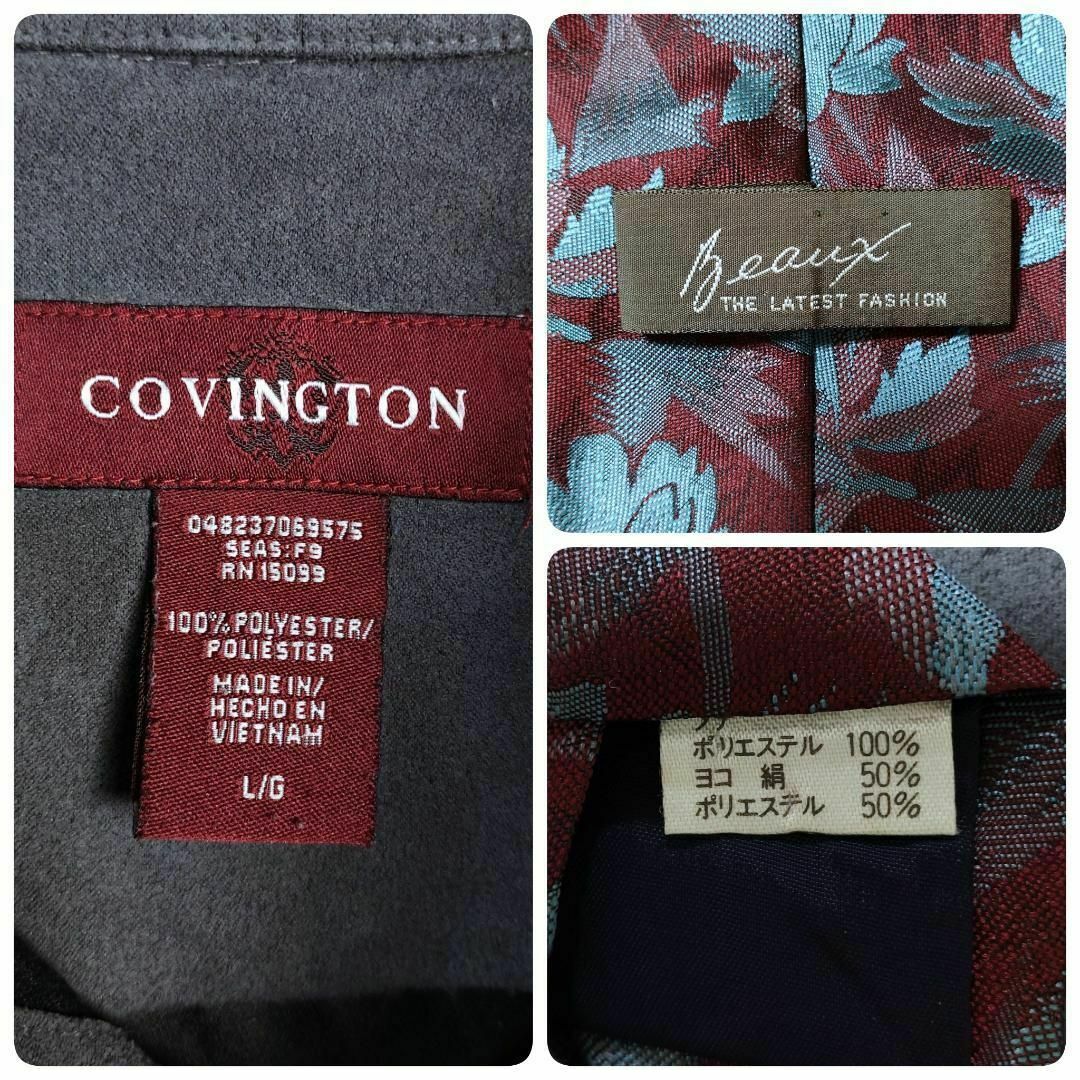 COVINGTON
048237069575
SEAS:F9
RN 15099
100% POLYESTER/
POLIÉSTER
MADE IN/
HECHO EN
VIETNAM
L/G
Beaux
THE LATEST FASHION
ポリエステル 100%
ヨコ 絹 50%
ポリエステル 50%